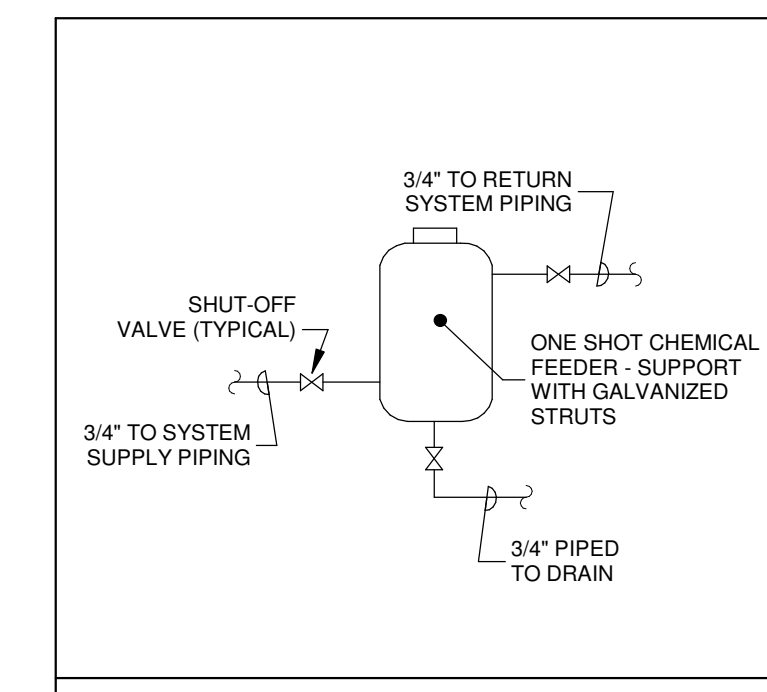 3/4" TO RETURN
SYSTEM PIPING
SHUT-OFF
VALVE (TYPICAL)
ONE SHOT CHEMICAL
FEEDER - SUPPORT
WITH GALVANIZED
STRUTS
3/4" TO SYSTEM
SUPPLY PIPING
3/4" PIPED
TO DRAIN